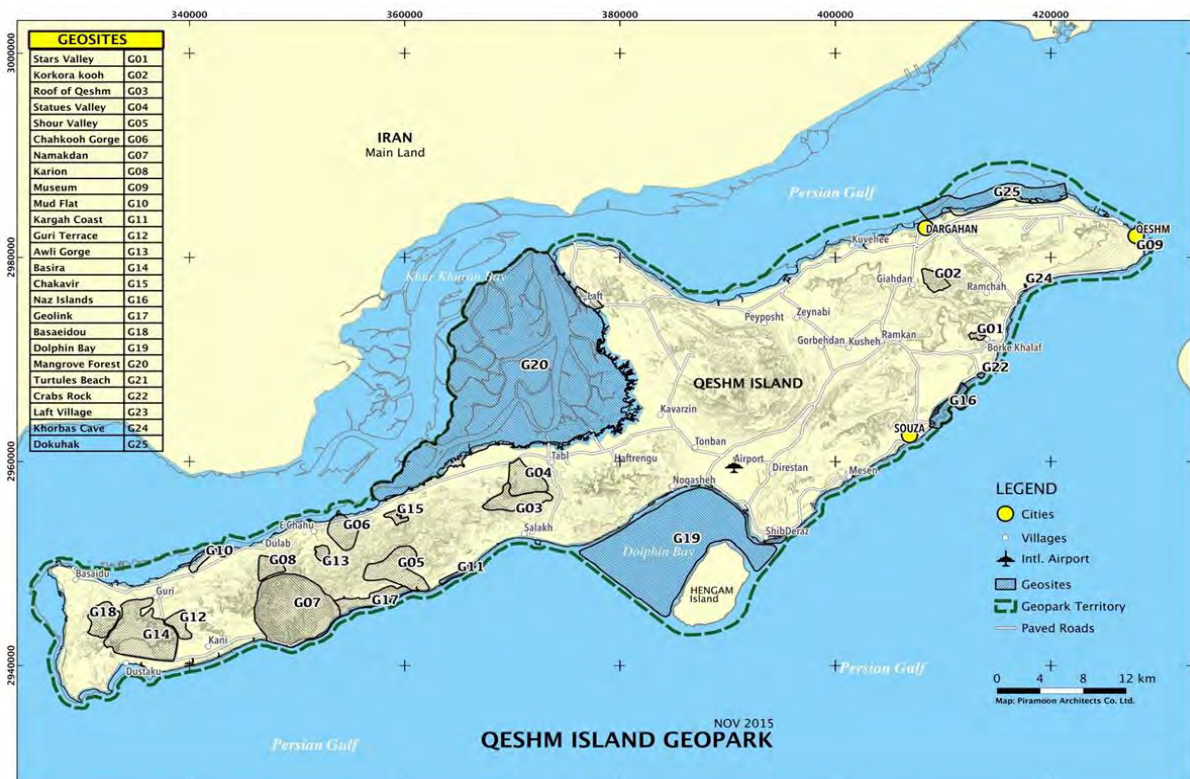 340000
360000
380000
400000
420000
3000000
2980000
2960000
2940000
GEOSITES
Stars Valley G01
Korkora kooh G02
Roof of Qeshm G03
Statues Valley G04
Shour Valley G05
Chahkooh Gorge G06
Namakdan G07
Karion G08
Museum G09
Mud Flat G10
Kargah Coast G11
Guri Terrace G12
Awli Gorge G13
Basira G14
Chakavir G15
Naz Islands G16
Geolink G17
Basaeidou G18
Dolphin Bay G19
Mangrove Forest G20
Turtules Beach G21
Crabs Rock G22
Laft Village G23
Khorbas Cave G24
Dokuhak G25
IRAN
Main Land
Persian Gulf
G25
DARGAHAN
QESHM
G09
Kuvehee
Khur Khuran Bay
Giahdan
G02
Ramchah
G24
Laft
Peyposht
Zeynabi
Gorbehdan
Kusheh
Ramkan
G01
Borke Khalaf
G22
G20
QESHM ISLAND
G16
Kavarzin
SOUZA
Tonban
Tabl
Haftrengu
Airport
Direstan
Mesen
G04
Noqasheh
G03
G15
G06
E Chahu
Salakh
G19
ShibDeraz
Dolphin Bay
Dulab
G10
G13
G08
G05
G11
Basaidu
HENGAM
Island
Guri
G07
G17
G18
G12
G14
Kani
Dustaku
Persian Gulf
Persian Gulf
LEGEND
Cities
Villages
Intl. Airport
Geosites
Geopark Territory
Paved Roads
0 4 8 12 km
Map: Piramoon Architects Co. Ltd.
NOV 2015
QESHM ISLAND GEOPARK